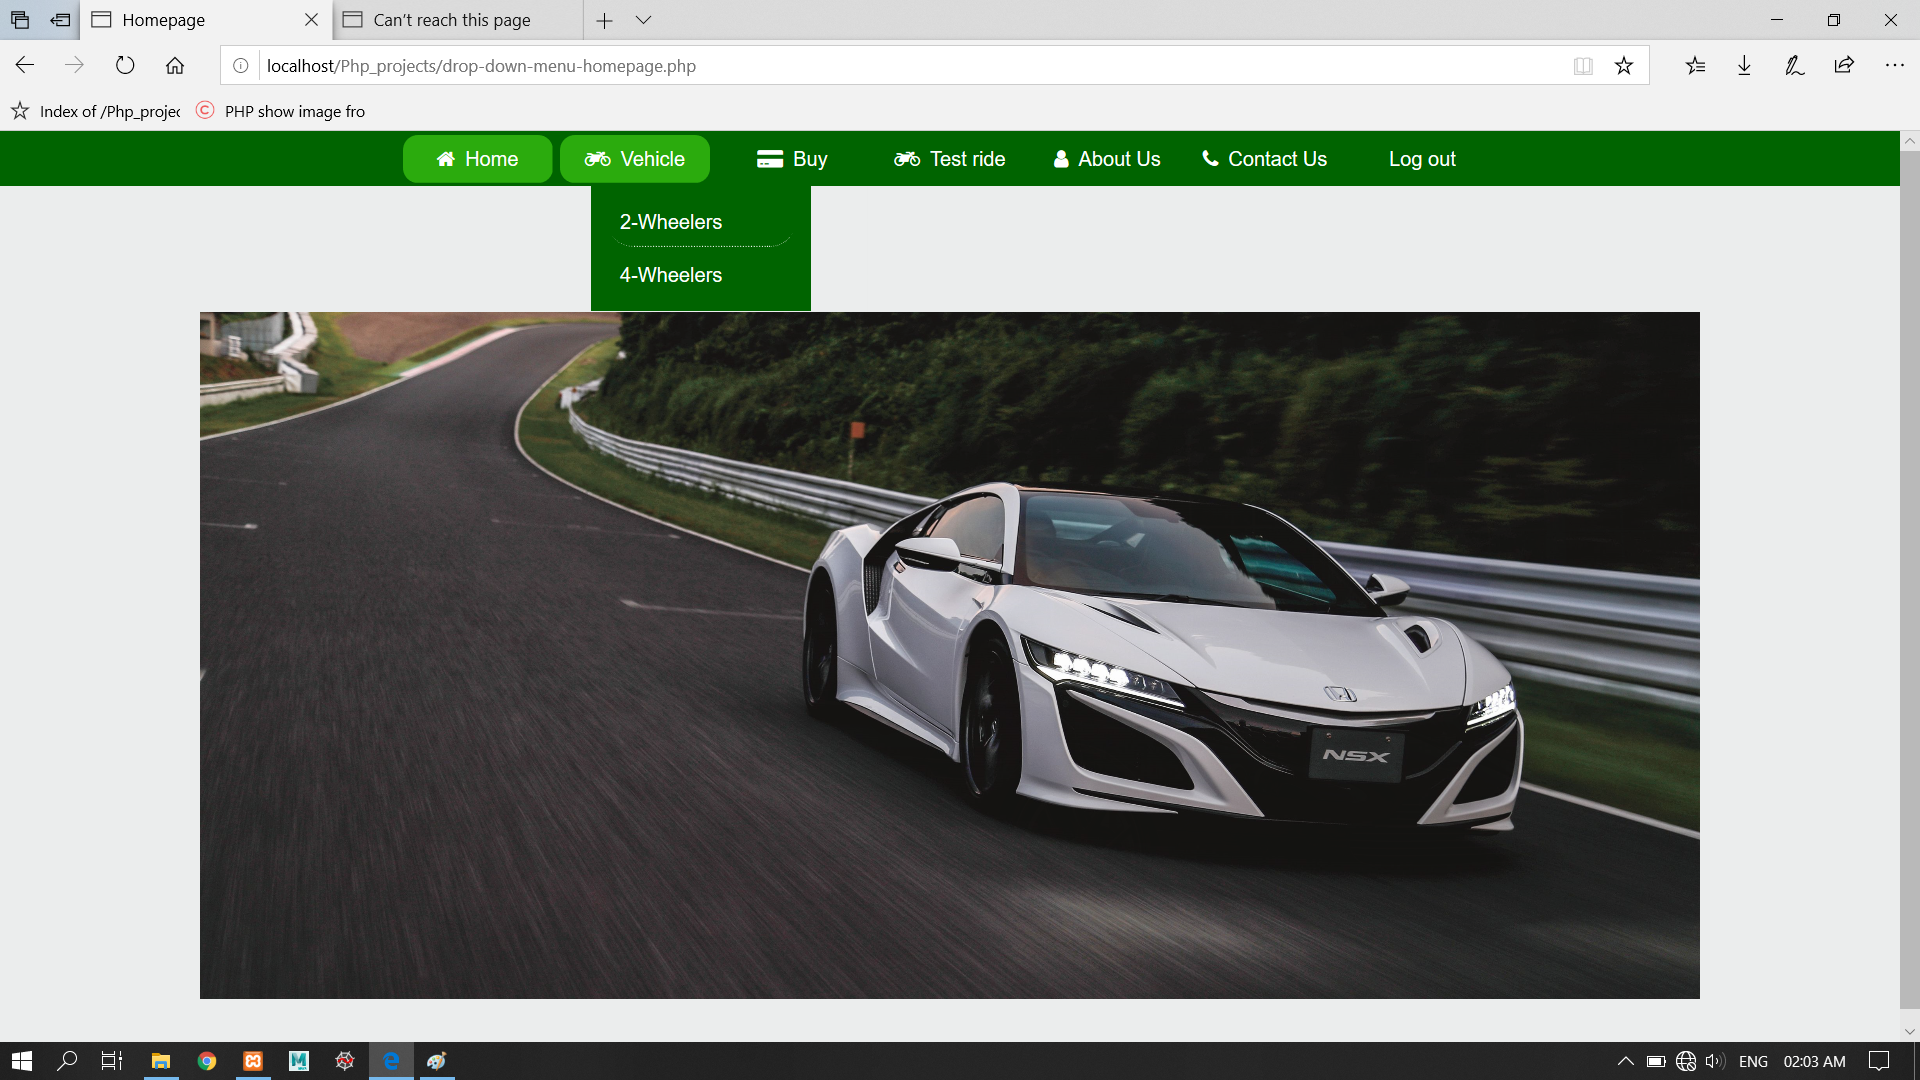 Homepage
Can't reach this page
localhost/Php_projects/drop-down-menu-homepage.php
Index of /Php_projec
PHP show image fro
Home Vehicle Buy Test ride About Us Contact Us Log out
2-Wheelers
4-Wheelers
NSX
ENG 02:03 AM